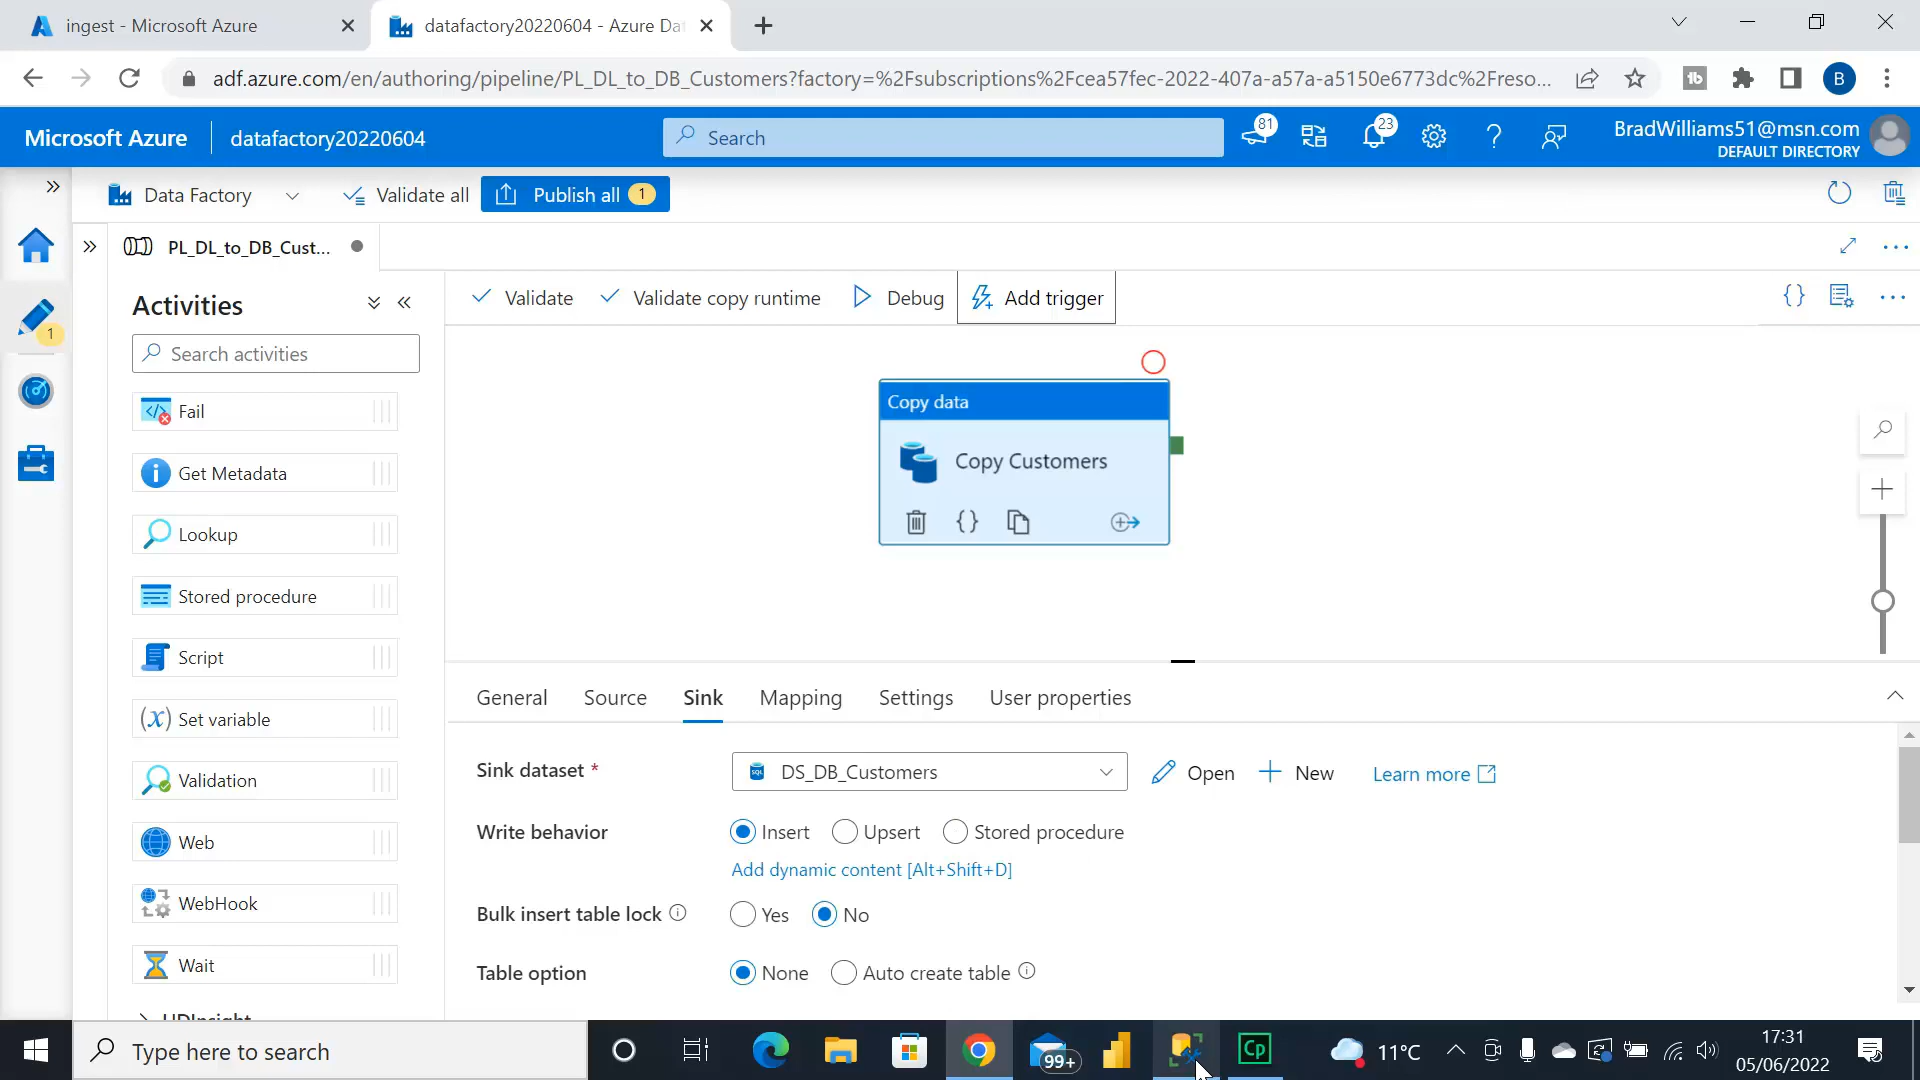 ingest - Microsoft Azure
datafactory20220604 - Azure Dat
adf.azure.com/en/authoring/pipeline/PL_DL_to_DB_Customers?factory=%2Fsubscriptions%2Fcea57fec-2022-407a-a57a-a5150e6773dc%2Freso...
B
Microsoft Azure
datafactory20220604
Search
81
23
BradWilliams51@msn.com
DEFAULT DIRECTORY
Data Factory
Validate all
Publish all 1
PL_DL_to_DB_Cust...
1
Activities
Search activities
Fail
Get Metadata
Lookup
Stored procedure
Script
(x) Set variable
Validation
Web
WebHook
Wait
Validate
Validate copy runtime
Debug
Add trigger
Copy data
Copy Customers
General
Source
Sink
Mapping
Settings
User properties
Sink dataset *
SQL
DS_DB_Customers
Open
New
Learn more
Write behavior
Insert
Upsert
Stored procedure
Add dynamic content [Alt+Shift+D]
Bulk insert table lock
Yes
No
Table option
None
Auto create table
Type here to search
99+
Cp
11°C
17:31
05/06/2022